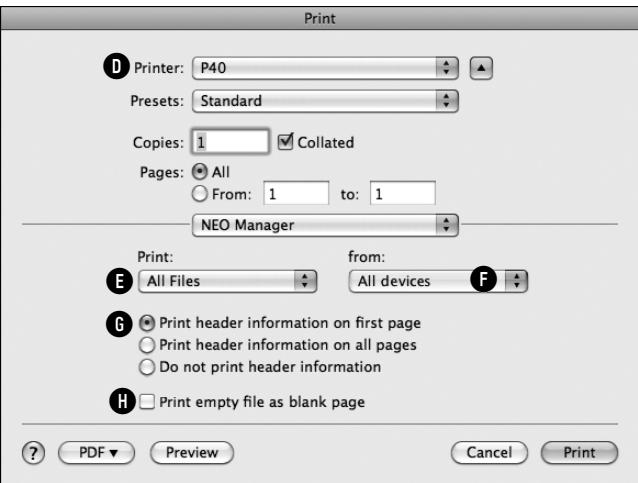 Print
D Printer: P40
Presets: Standard
Copies: 1 Collated
Pages: All
From: 1 to: 1
NEO Manager
Print: from:
E All Files All devices F
G Print header information on first page
Print header information on all pages
Do not print header information
H Print empty file as blank page
? PDF▼ Preview Cancel Print